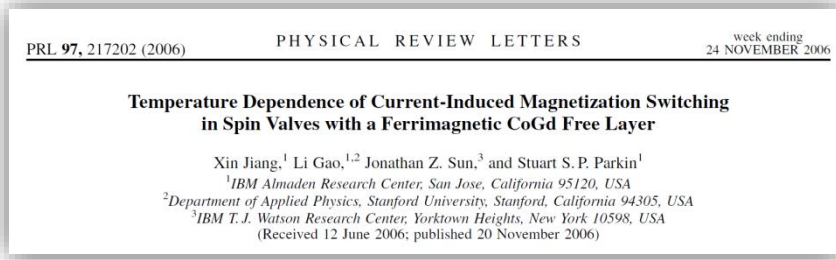 PRL 97, 217202 (2006)
PHYSICAL REVIEW LETTERS
week ending
24 NOVEMBER 2006
Temperature Dependence of Current-Induced Magnetization Switching
in Spin Valves with a Ferrimagnetic CoGd Free Layer
Xin Jiang,1 Li Gao,1,2 Jonathan Z. Sun,3 and Stuart S. P. Parkin1
1IBM Almaden Research Center, San Jose, California 95120, USA
2Department of Applied Physics, Stanford University, Stanford, California 94305, USA
3IBM T. J. Watson Research Center, Yorktown Heights, New York 10598, USA
(Received 12 June 2006; published 20 November 2006)